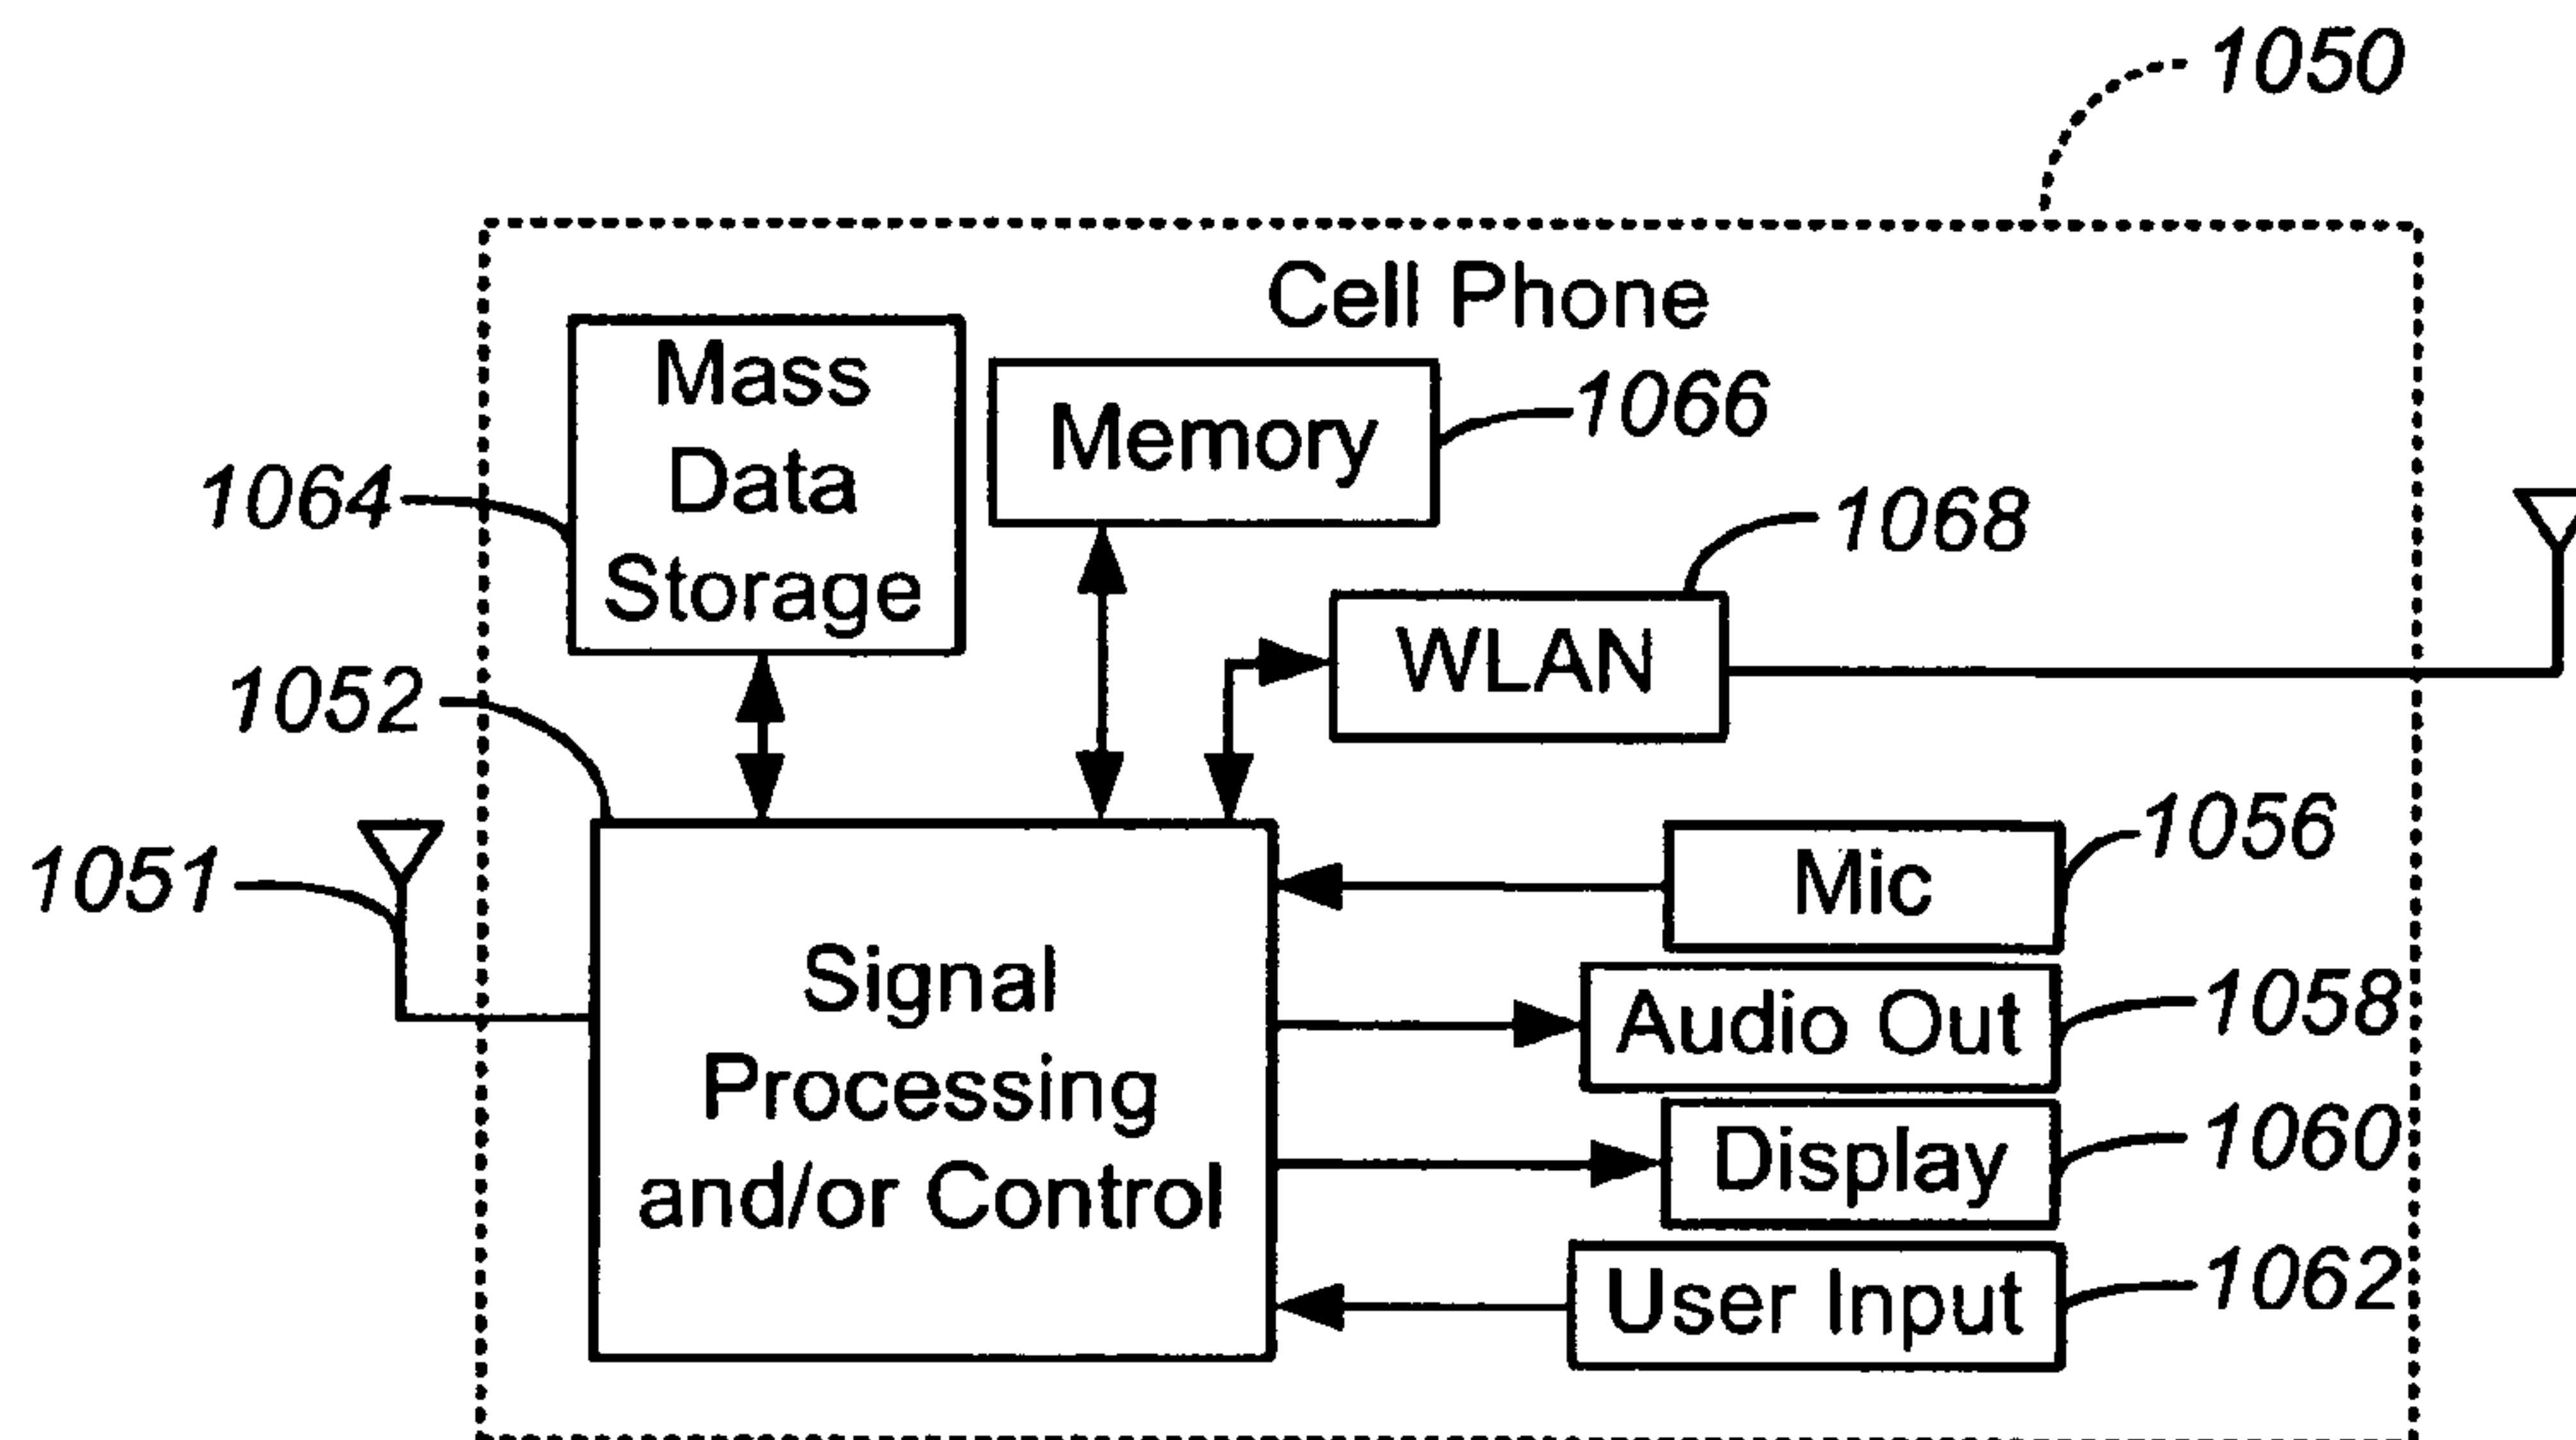 1050
Cell Phone
Mass
Data
Storage
Memory
1066
1064
1068
WLAN
1052
1056
Mic
1051
Signal
Processing
and/or Control
Audio Out
1058
Display
1060
User Input
1062